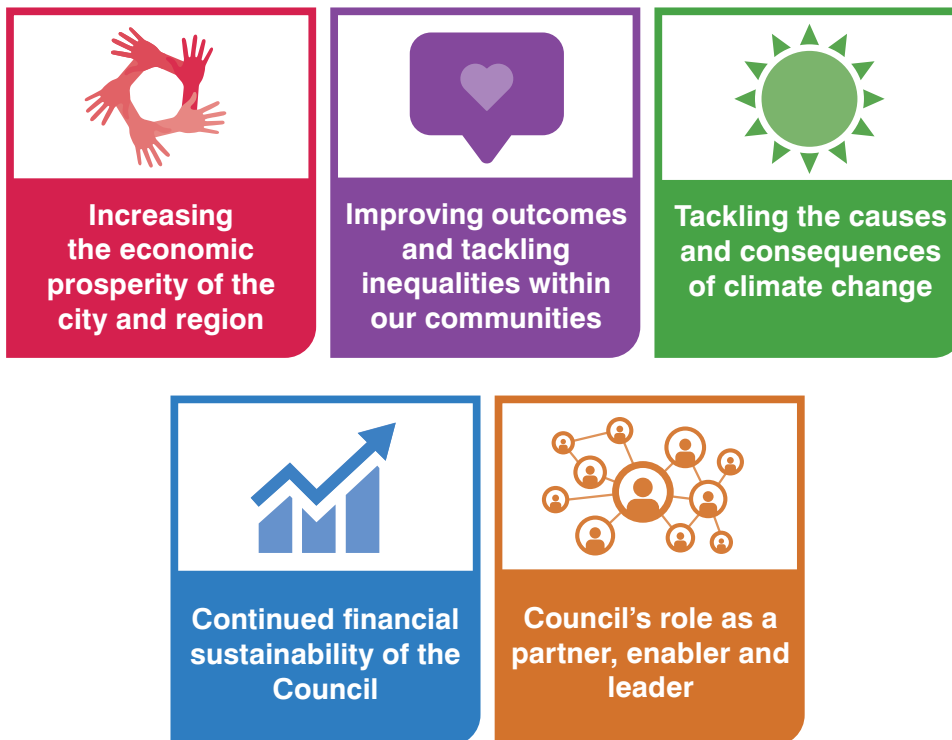 Increasing
the economic
prosperity of the
city and region
Improving outcomes
and tackling
inequalities within
our communities
Tackling the causes
and consequences
of climate change
Continued financial
sustainability of the
Council
Council’s role as a
partner, enabler and
leader